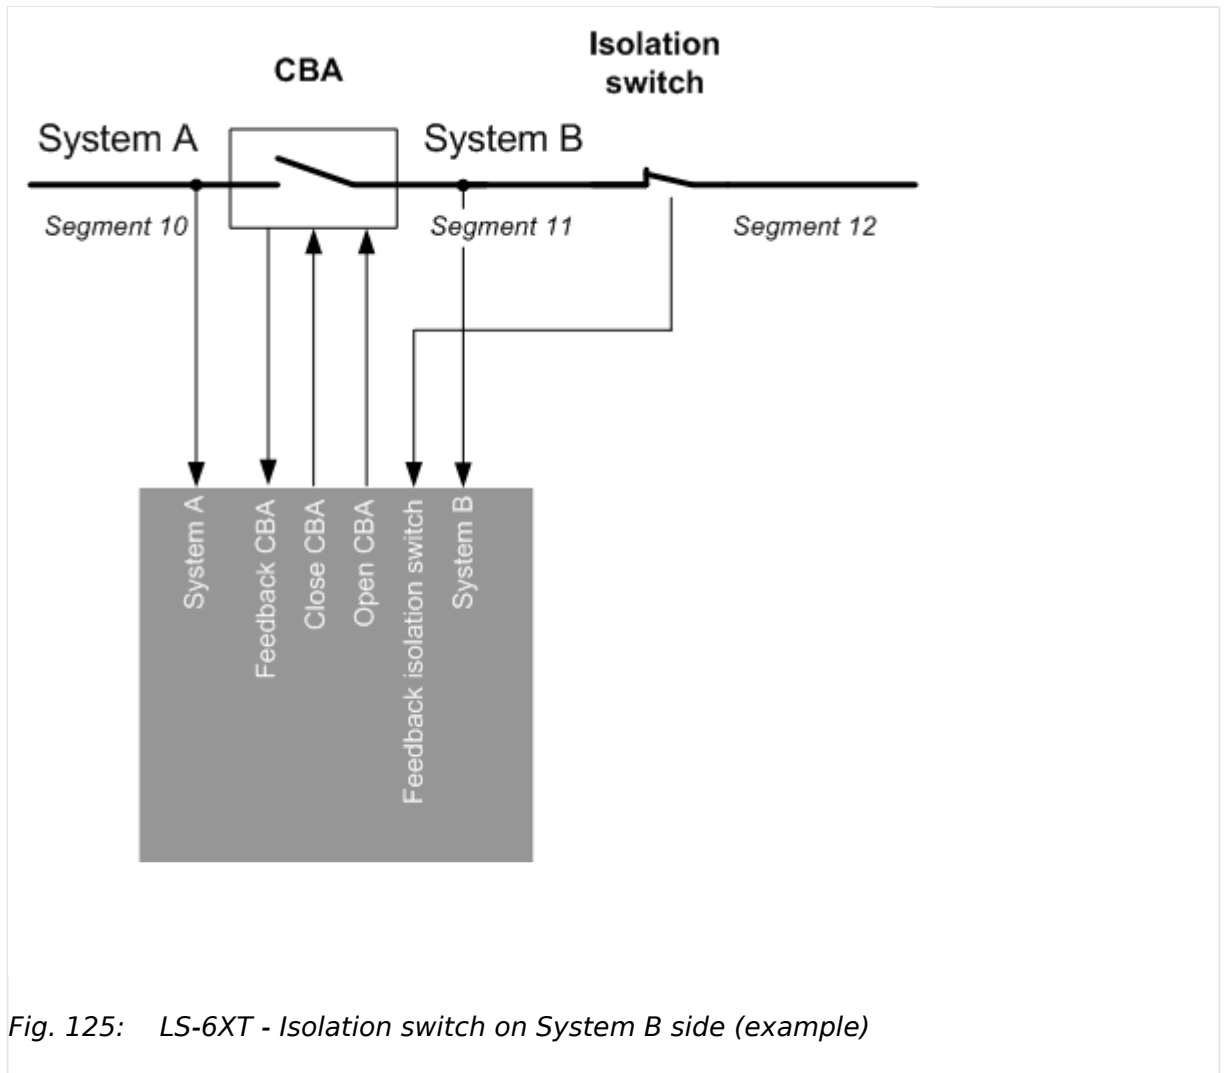 Isolation
switch
CBA
System A
System B
Segment 10
Segment 11
Segment 12
System A
Feedback CBA
Close CBA
Open CBA
Feedback isolation switch
System B
Fig. 125: LS-6XT - Isolation switch on System B side (example)